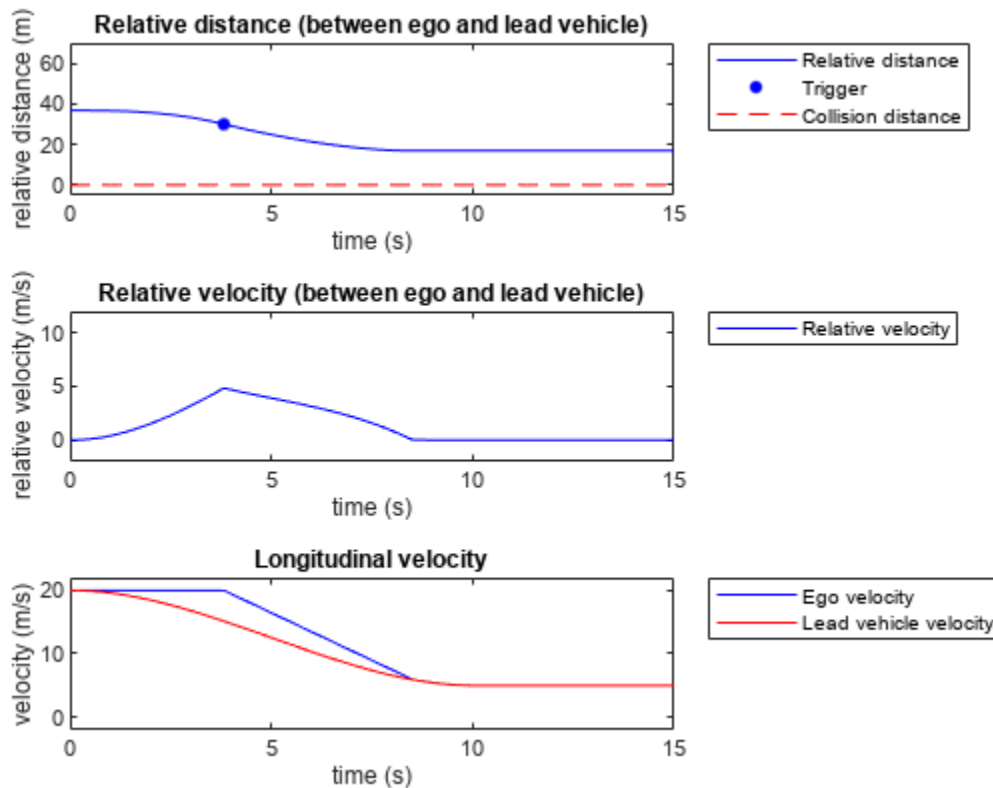 Relative distance (between ego and lead vehicle)
relative distance (m)
60
40
20
0
0 5 10 15
time (s)
Relative distance
Trigger
Collision distance
Relative velocity (between ego and lead vehicle)
relative velocity (m/s)
10
5
0
0 5 10 15
time (s)
Relative velocity
Longitudinal velocity
velocity (m/s)
20
10
0
0 5 10 15
time (s)
Ego velocity
Lead vehicle velocity